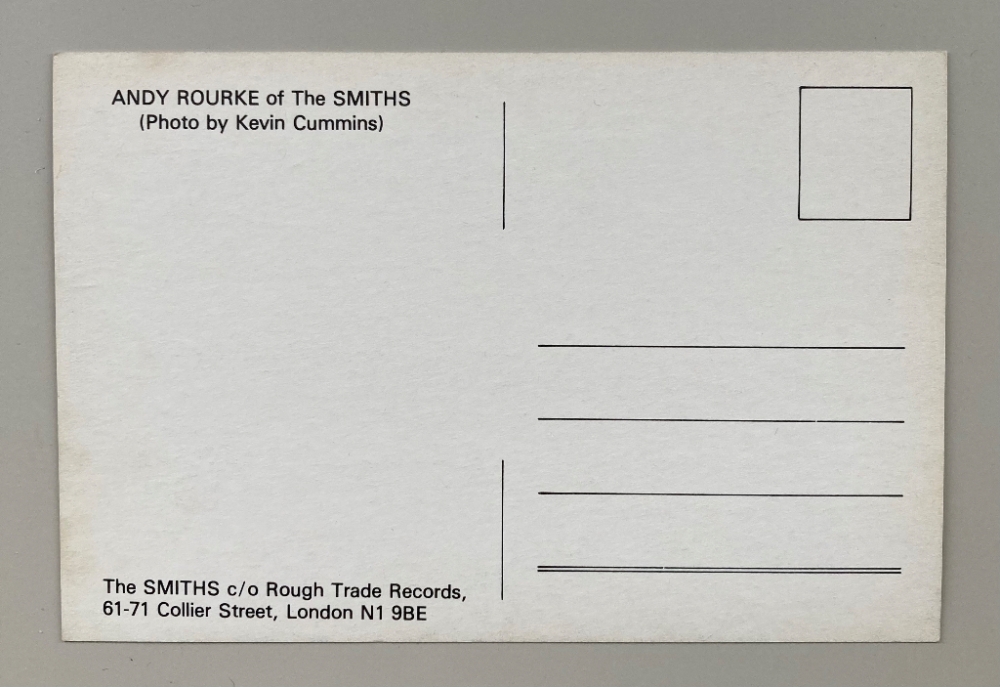 ANDY ROURKE of The SMITHS
(Photo by Kevin Cummins)
The SMITHS c/o Rough Trade Records,
61-71 Collier Street, London N1 9BE